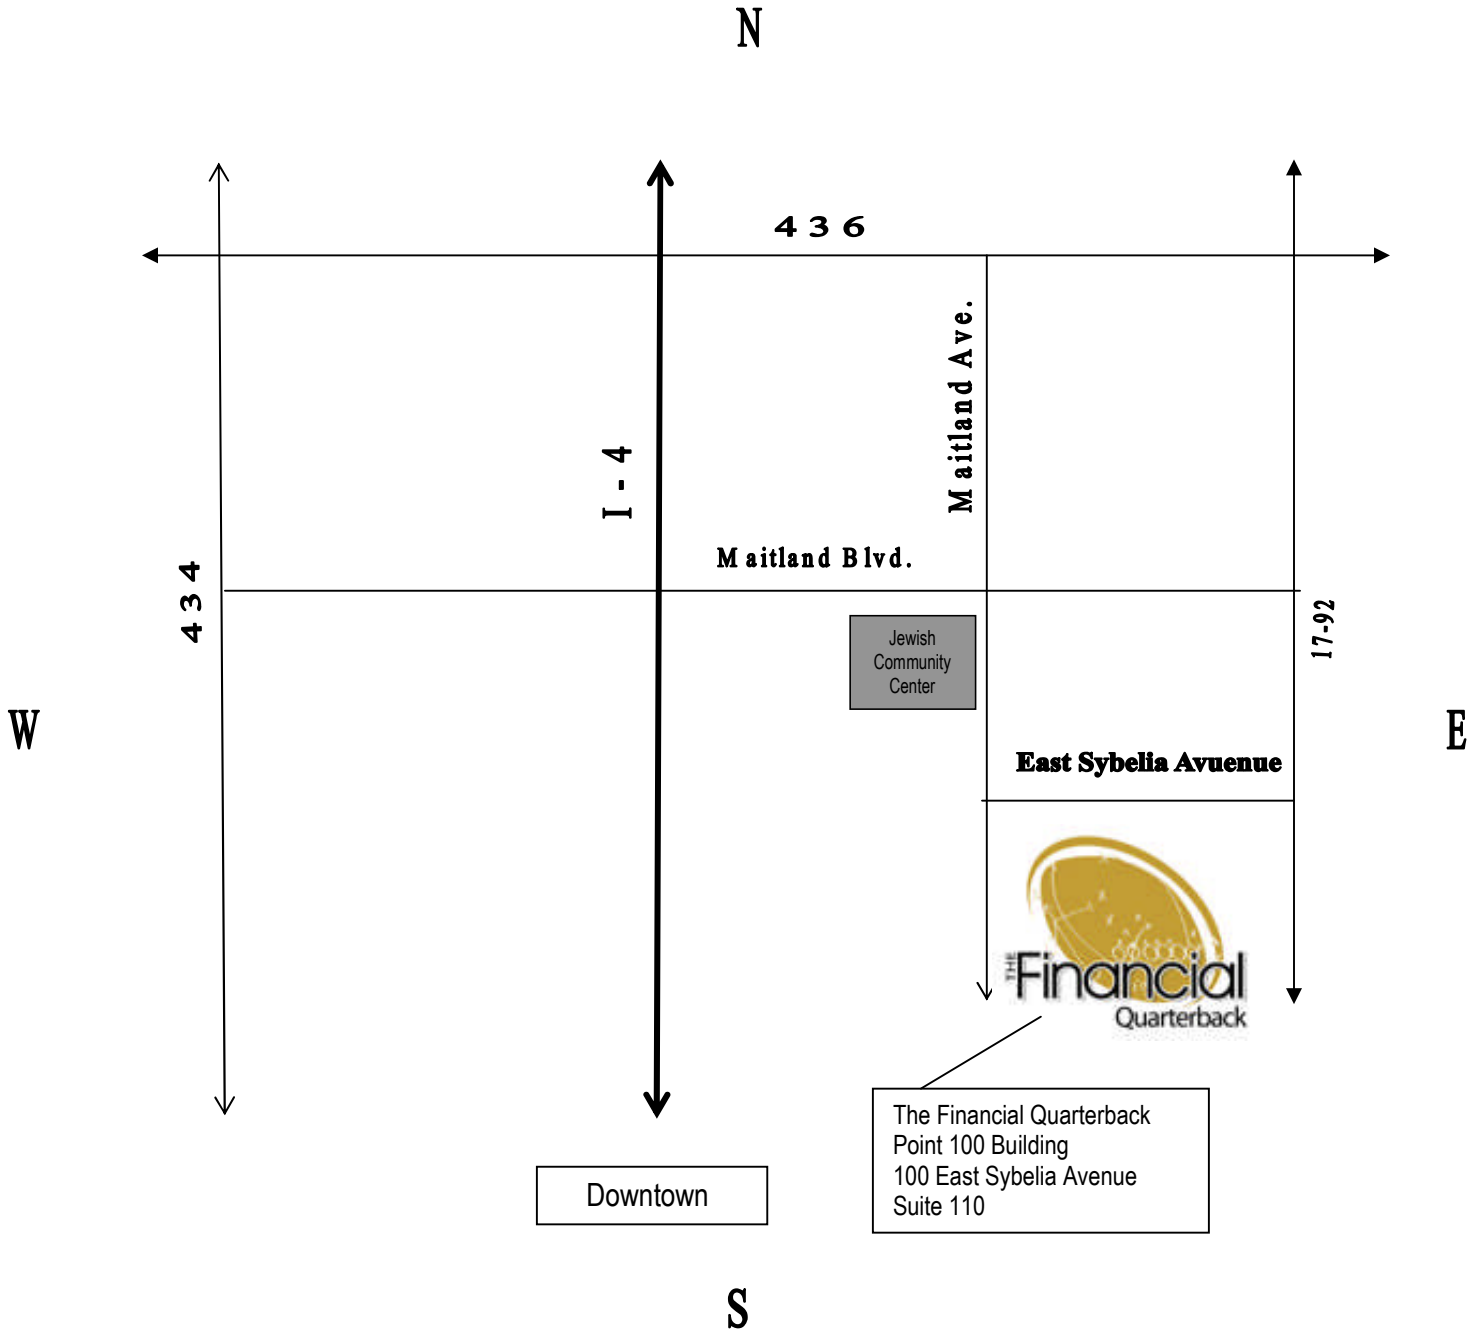 N
436
Maitland Ave.
I-4
Maitland Blvd.
434
17-92
Jewish
Community
Center
W
E
East Sybelia Avuenue
THE Financial
Quarterback
The Financial Quarterback
Point 100 Building
100 East Sybelia Avenue
Suite 110
Downtown
S